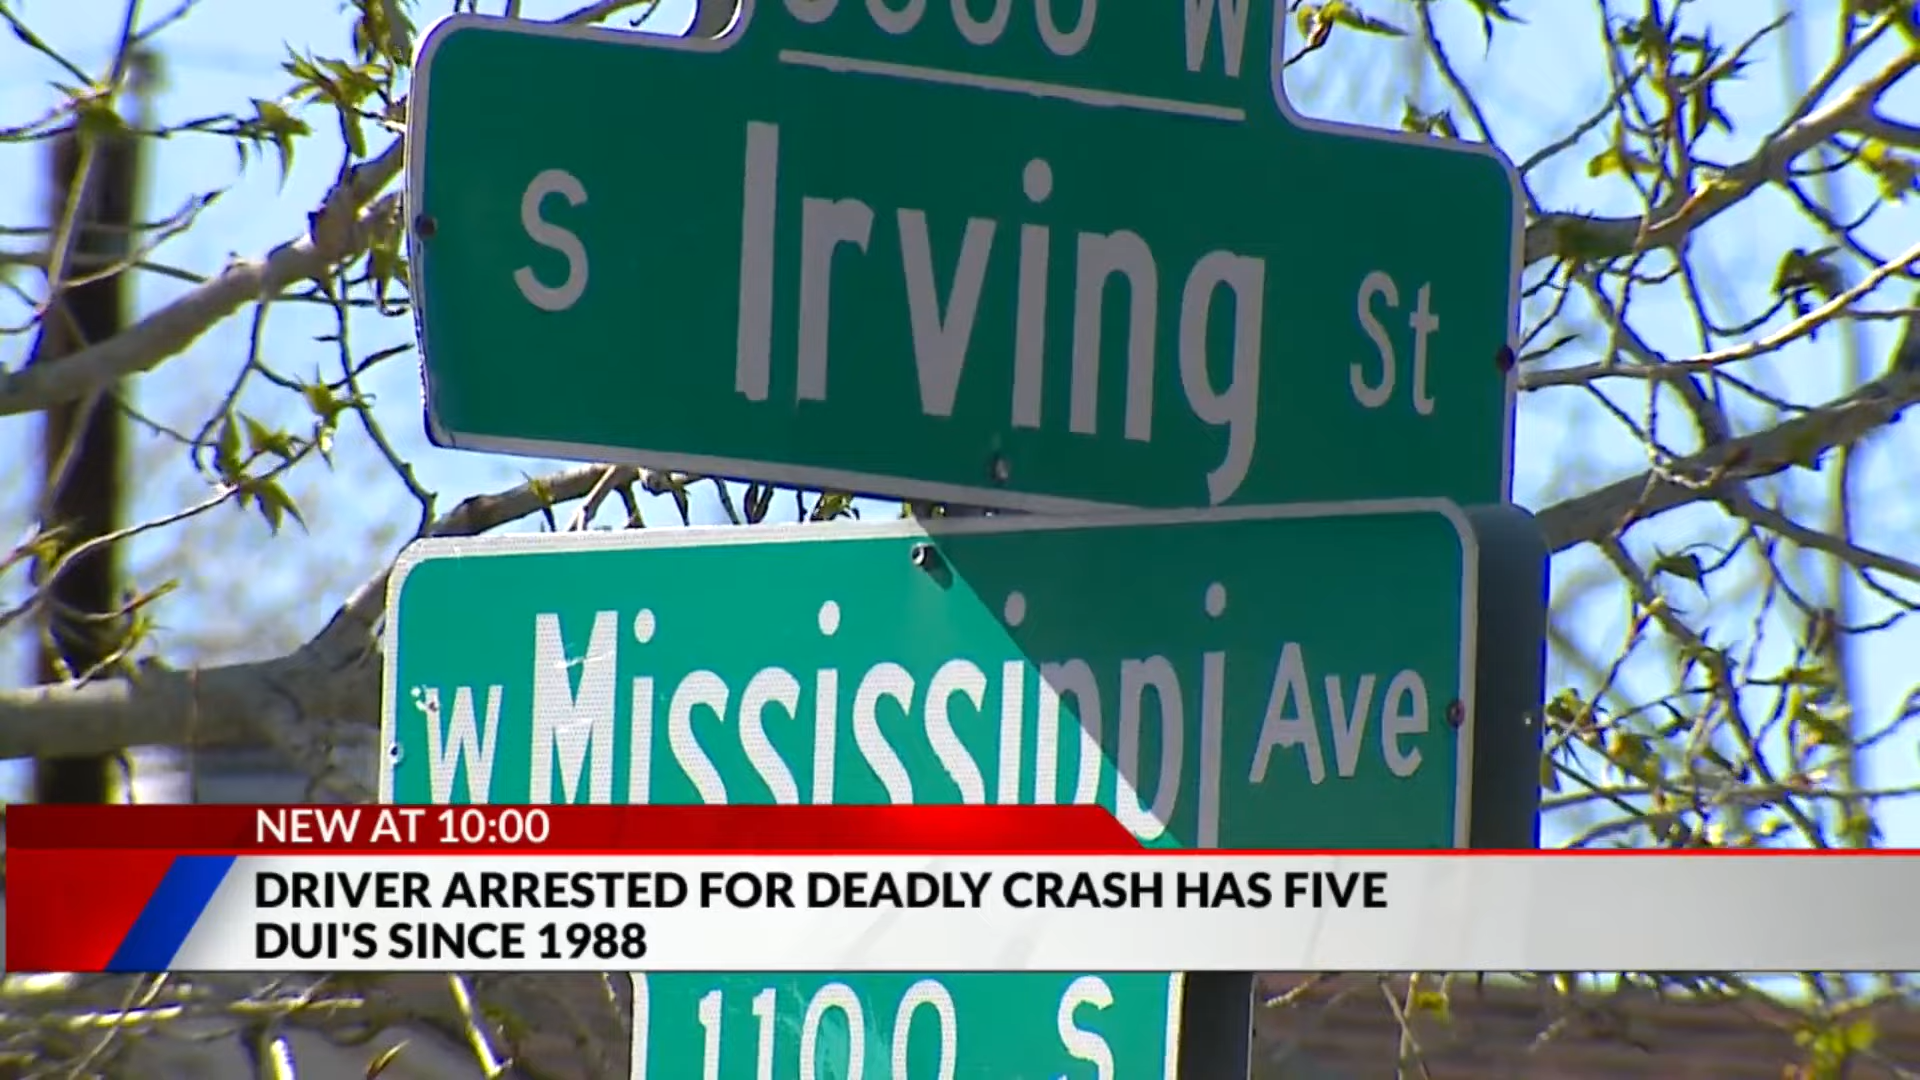 W
S Irving St
W Mississippi Ave
NEW AT 10:00
DRIVER ARRESTED FOR DEADLY CRASH HAS FIVE
DUI'S SINCE 1988
1100 S